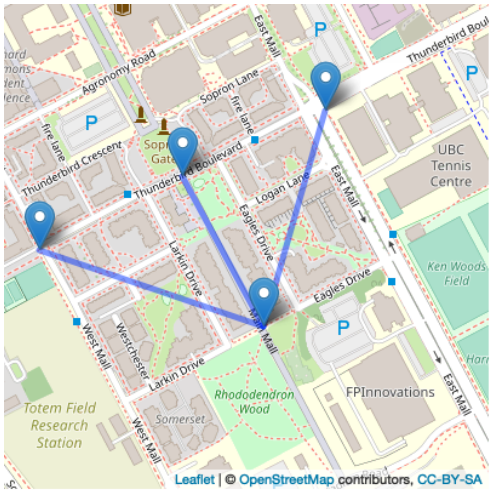 Agronomy Road
East Mall
P
Thunderbird Boul
P
Sopron Lane
fire lane
P
Sopron
Gate
fire lane
Thunderbird Crescent
Thunderbird Boulevard
UBC
Tennis
Centre
Logan Lane
East Mall
Eagles Drive
Larkin Drive
Ken Woods
Field
Eagles Drive
P
Main Mall
West Mall
Westchester
Larkin Drive
FPInnovations
East Mall
Rhododendron
Wood
Totem Field
Research
Station
Somerset
West Mall
Leaflet | © OpenStreetMap contributors, CC-BY-SA